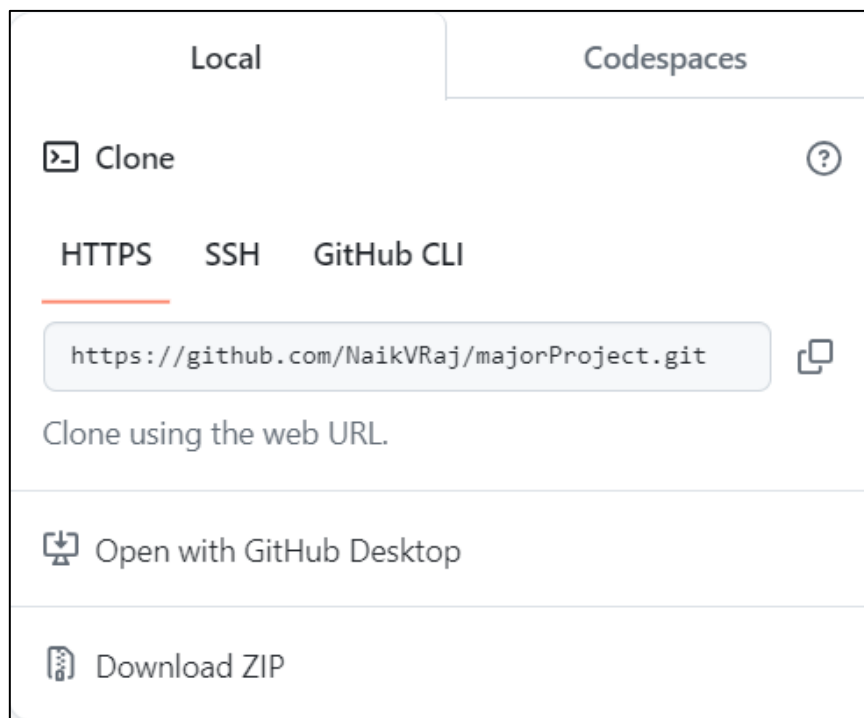 Local Codespaces
Clone
HTTPS SSH GitHub CLI
https://github.com/NaikVRaj/majorProject.git
Clone using the web URL.
Open with GitHub Desktop
Download ZIP